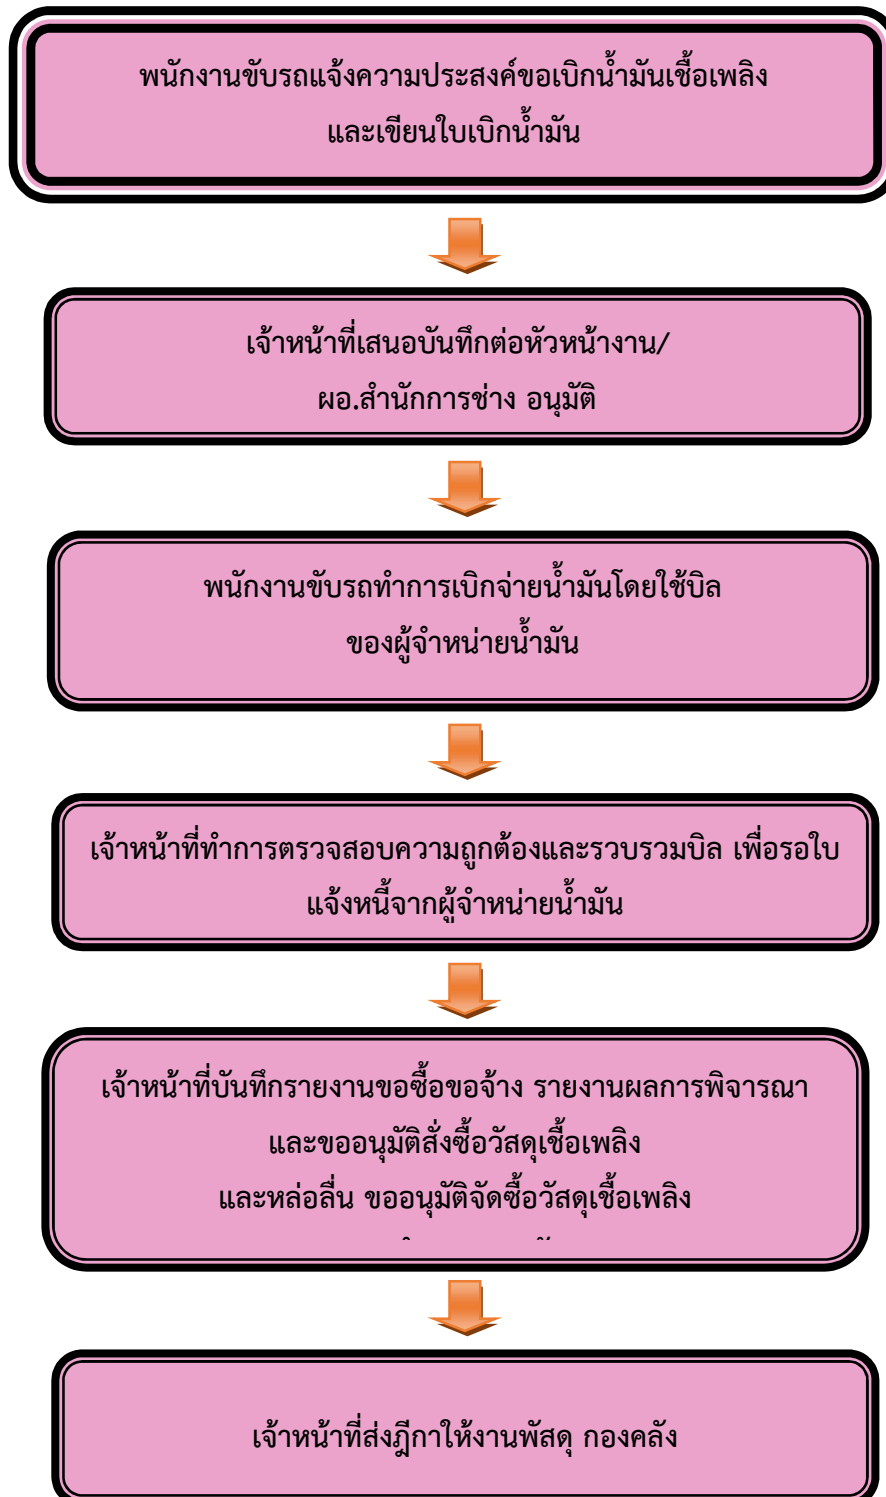 พนักงานขับรถแจ้งความประสงค์ขอเบิกน้ำมันเชื้อเพลิง
และเขียนใบเบิกน้ำมัน
เจ้าหน้าที่เสนอบันทึกต่อหัวหน้างาน/
ผอ.สำนักการช่าง อนุมัติ
พนักงานขับรถทำการเบิกจ่ายน้ำมันโดยใช้บิล
ของผู้จำหน่ายน้ำมัน
เจ้าหน้าที่ทำการตรวจสอบความถูกต้องและรวบรวมบิล เพื่อรอใบ
แจ้งหนี้จากผู้จำหน่ายน้ำมัน
เจ้าหน้าที่บันทึกรายงานขอซื้อขอจ้าง รายงานผลการพิจารณา
และขออนุมัติสั่งซื้อวัสดุเชื้อเพลิง
และหล่อลื่น ขออนุมัติจัดซื้อวัสดุเชื้อเพลิง
เจ้าหน้าที่ส่งฎีกาให้งานพัสดุ กองคลัง